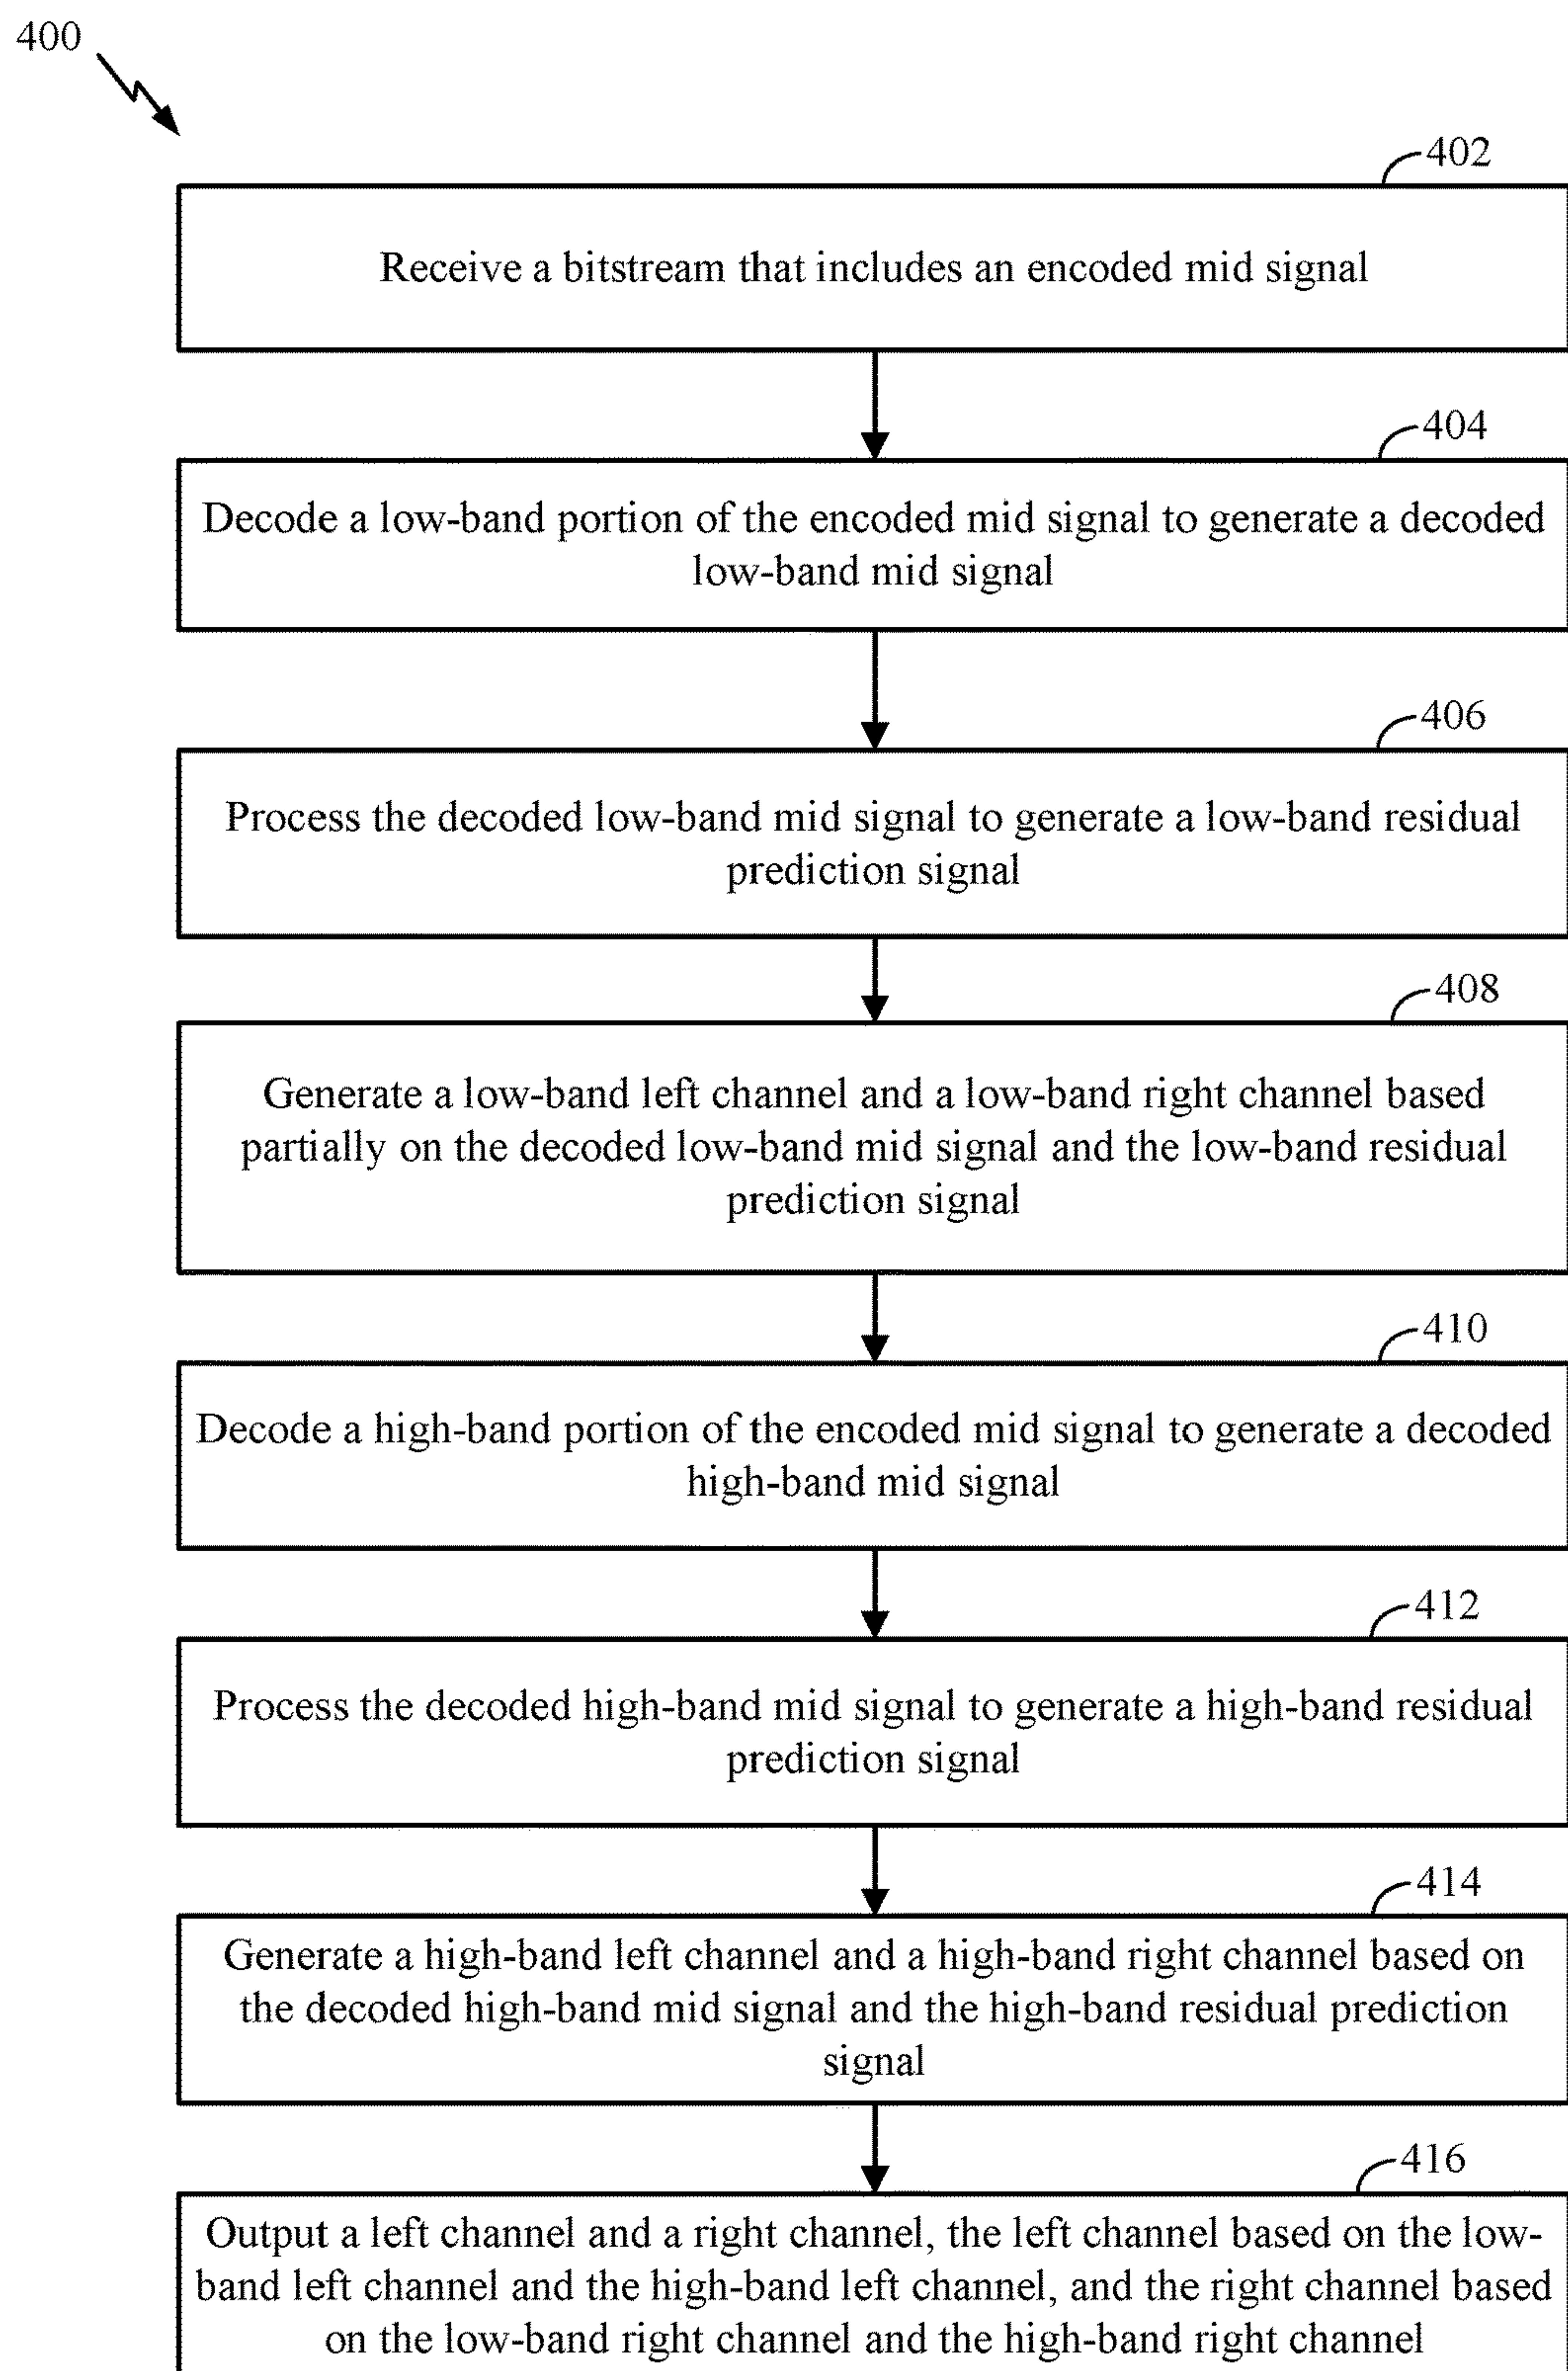 400
402
Receive a bitstream that includes an encoded mid signal
404
Decode a low-band portion of the encoded mid signal to generate a decoded
low-band mid signal
406
Process the decoded low-band mid signal to generate a low-band residual
prediction signal
408
Generate a low-band left channel and a low-band right channel based
partially on the decoded low-band mid signal and the low-band residual
prediction signal
410
Decode a high-band portion of the encoded mid signal to generate a decoded
high-band mid signal
412
Process the decoded high-band mid signal to generate a high-band residual
prediction signal
414
Generate a high-band left channel and a high-band right channel based on
the decoded high-band mid signal and the high-band residual prediction
signal
416
Output a left channel and a right channel, the left channel based on the low-
band left channel and the high-band left channel, and the right channel based
on the low-band right channel and the high-band right channel